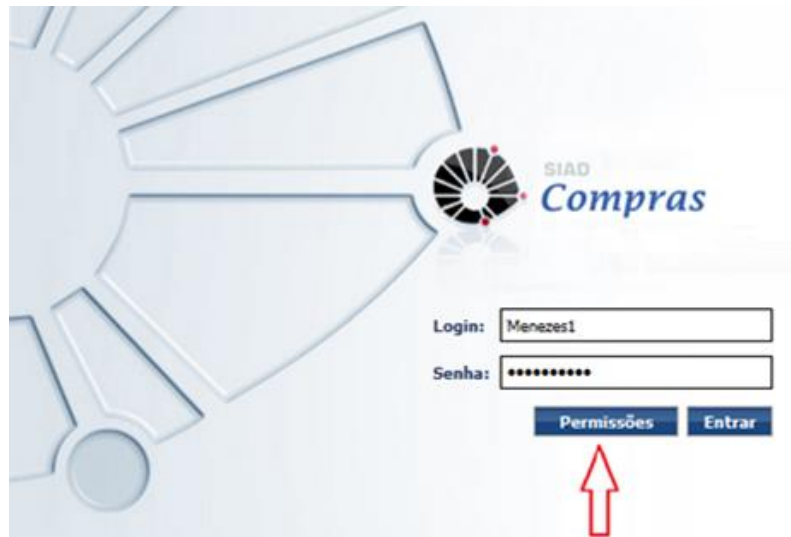 SIAD
Compras
Login: Menezes1
Senha: ••••••••••
Permissões Entrar